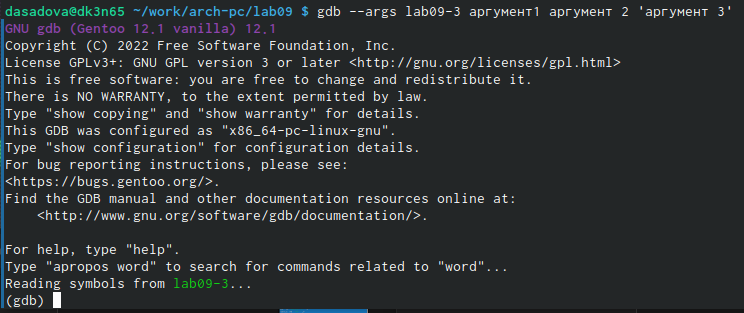 dasadova@dk3n65 ~/work/arch-pc/lab09 $ gdb --args lab09-3 аргумент1 аргумент 2 'аргумент 3'
GNU gdb (Gentoo 12.1 vanilla) 12.1
Copyright (C) 2022 Free Software Foundation, Inc.
License GPLv3+: GNU GPL version 3 or later <http://gnu.org/licenses/gpl.html>
This is free software: you are free to change and redistribute it.
There is NO WARRANTY, to the extent permitted by law.
Type "show copying" and "show warranty" for details.
This GDB was configured as "x86_64-pc-linux-gnu".
Type "show configuration" for configuration details.
For bug reporting instructions, please see:
<https://bugs.gentoo.org/>.
Find the GDB manual and other documentation resources online at:
    <http://www.gnu.org/software/gdb/documentation/>.

For help, type "help".
Type "apropos word" to search for commands related to "word"...
Reading symbols from lab09-3...
(gdb)